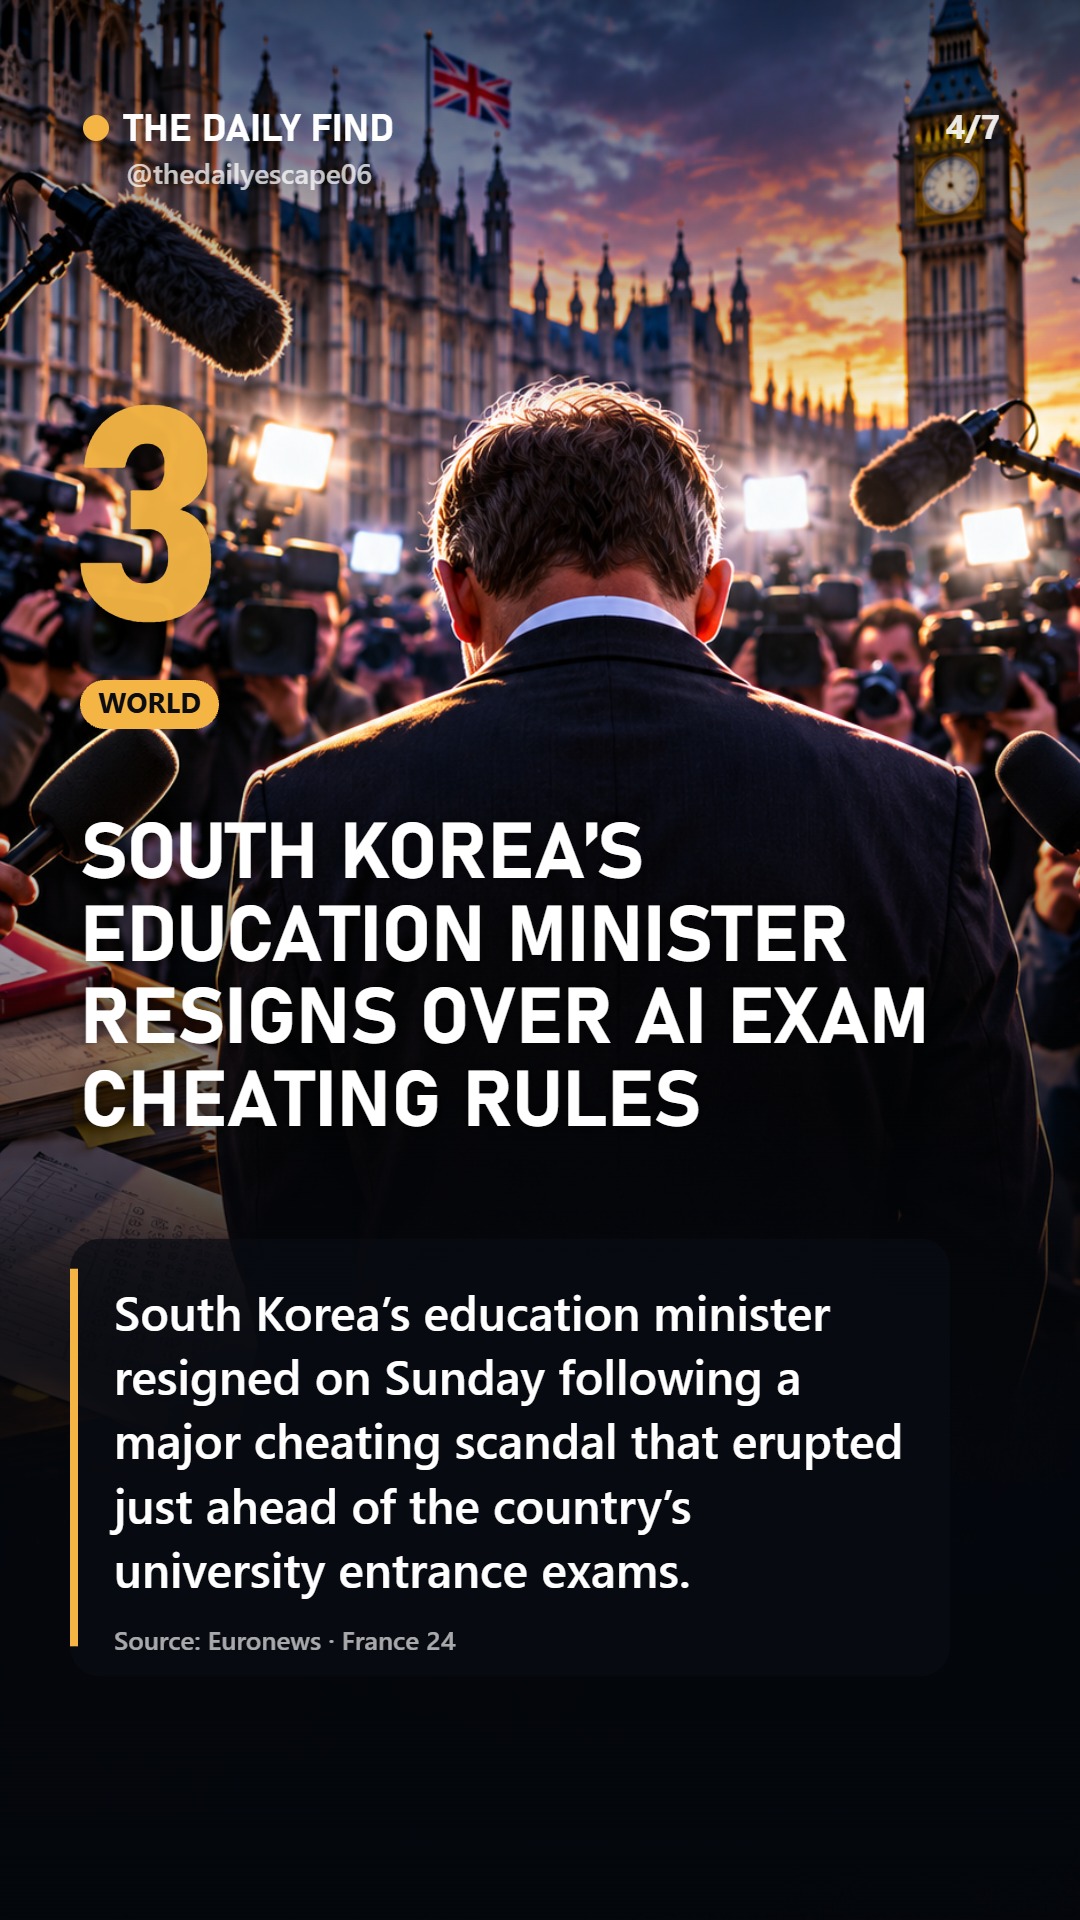 THE DAILY FIND
4/7
@thedailyescape06
3
WORLD
SOUTH KOREA’S
EDUCATION MINISTER
RESIGNS OVER AI EXAM
CHEATING RULES
South Korea’s education minister
resigned on Sunday following a
major cheating scandal that erupted
just ahead of the country’s
university entrance exams.
Source: Euronews · France 24